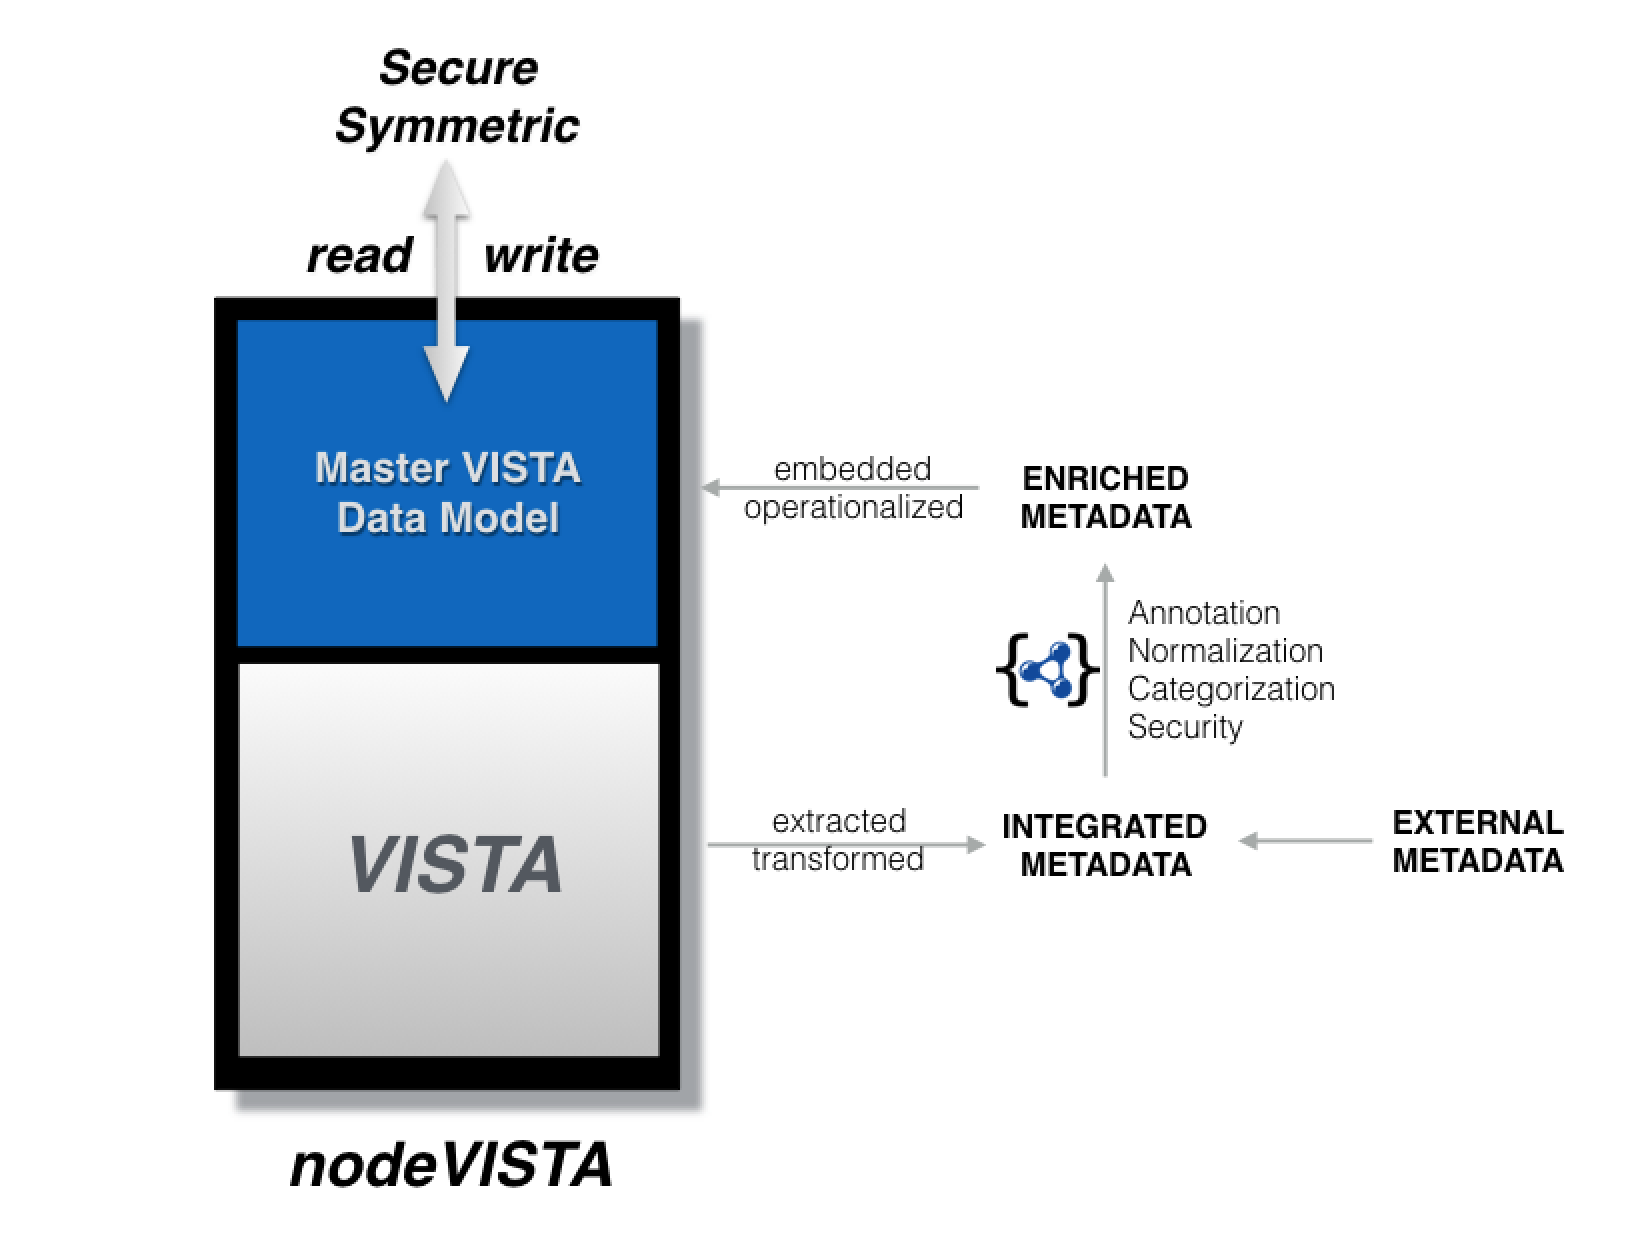 Secure
Symmetric
read write
Master VISTA
Data Model
embedded
operationalized
ENRICHED
METADATA
Annotation
Normalization
Categorization
Security
VISTA
extracted
transformed
INTEGRATED
METADATA
EXTERNAL
METADATA
nodeVISTA